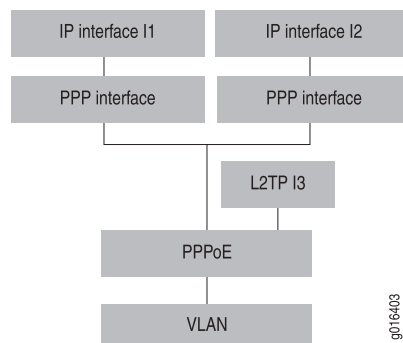 IP interface I1
IP interface I2
PPP interface
PPP interface
L2TP I3
PPPoE
VLAN
g016403